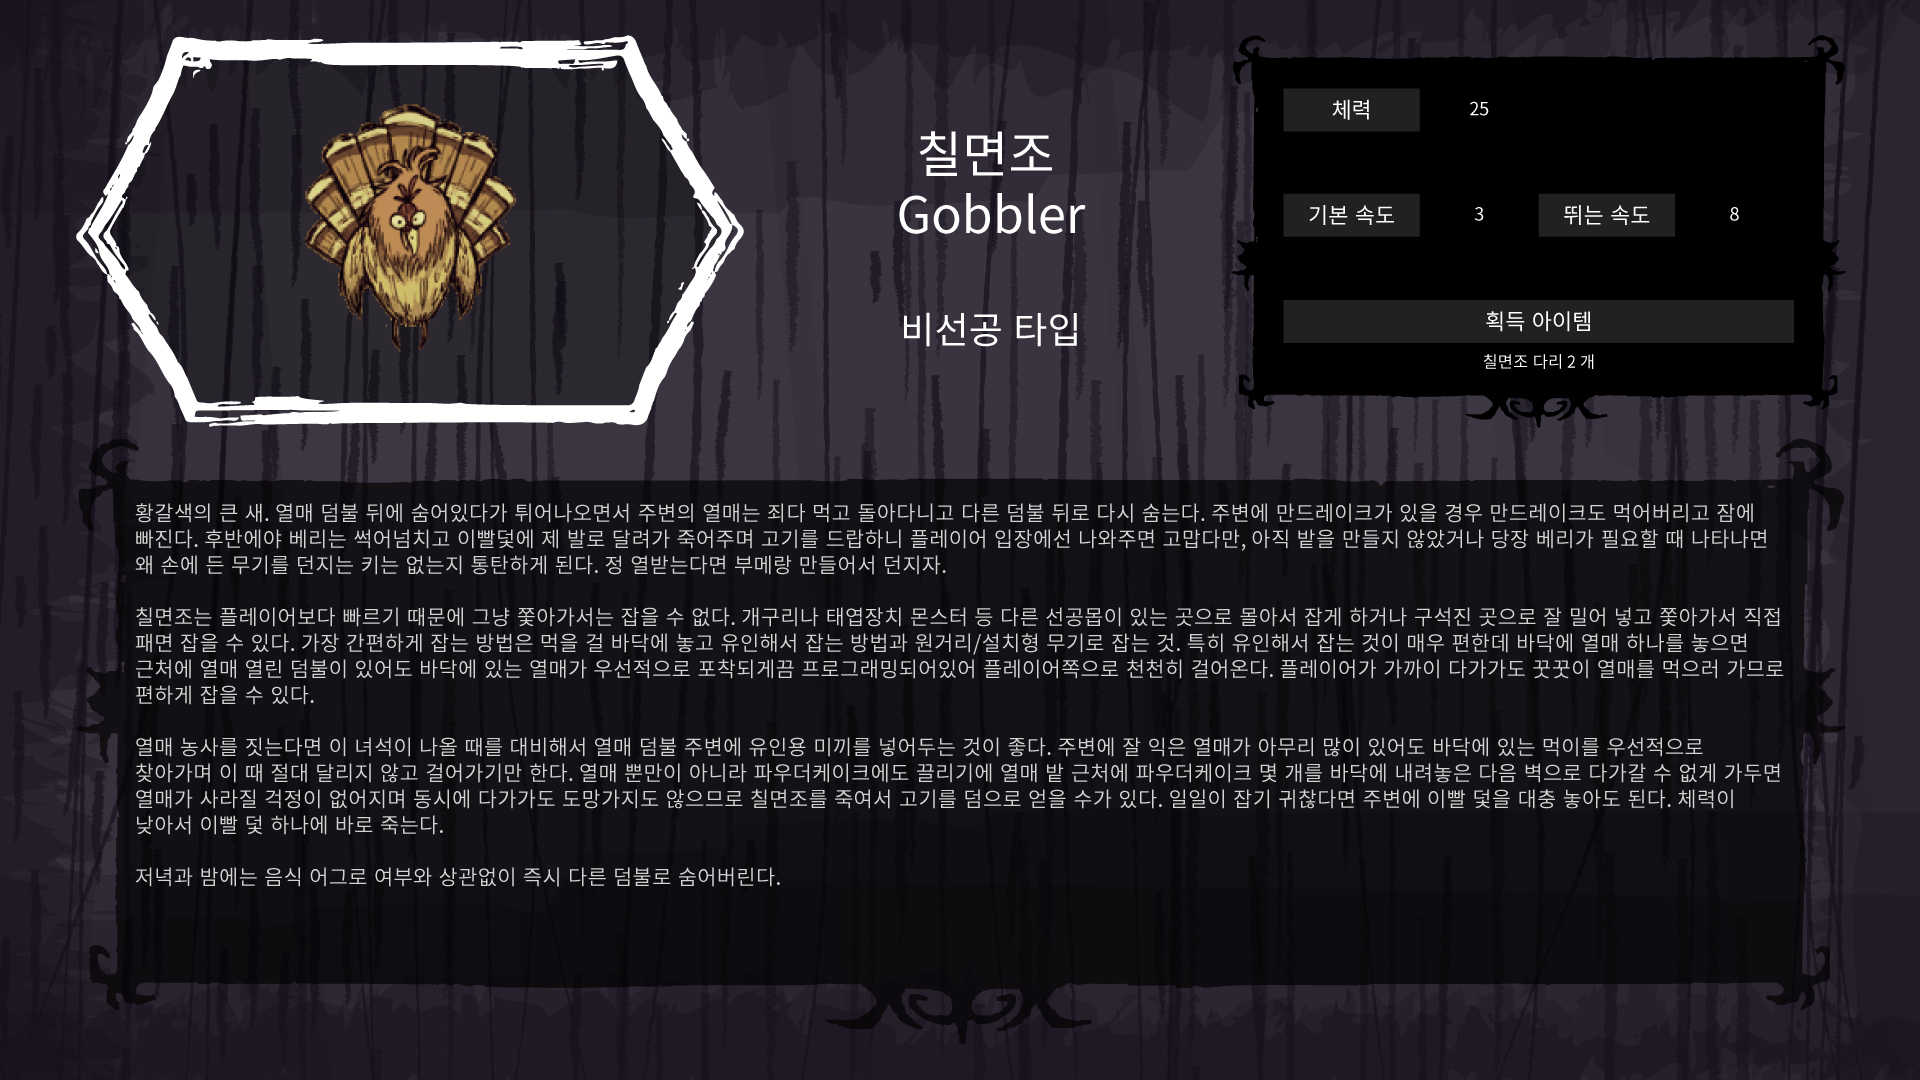 칠면조
Gobbler
비선공 타입
체력 25
기본 속도 3 뛰는 속도 8
획득 아이템
칠면조 다리 2 개
황갈색의 큰 새. 열매 덤불 뒤에 숨어있다가 튀어나오면서 주변의 열매는 죄다 먹고 돌아다니고 다른 덤불 뒤로 다시 숨는다. 주변에 만드레이크가 있을 경우 만드레이크도 먹어버리고 잠에
빠진다. 후반에야 베리는 썩어넘치고 이빨덫에 제 발로 달려가 죽어주며 고기를 드랍하니 플레이어 입장에선 나와주면 고맙다만, 아직 밭을 만들지 않았거나 당장 베리가 필요할 때 나타나면
왜 손에 든 무기를 던지는 키는 없는지 통탄하게 된다. 정 열받는다면 부메랑 만들어서 던지자.
칠면조는 플레이어보다 빠르기 때문에 그냥 쫓아가서는 잡을 수 없다. 개구리나 태엽장치 몬스터 등 다른 선공몹이 있는 곳으로 몰아서 잡게 하거나 구석진 곳으로 잘 밀어 넣고 쫓아가서 직접
패면 잡을 수 있다. 가장 간편하게 잡는 방법은 먹을 걸 바닥에 놓고 유인해서 잡는 방법과 원거리/설치형 무기로 잡는 것. 특히 유인해서 잡는 것이 매우 편한데 바닥에 열매 하나를 놓으면
근처에 열매 열린 덤불이 있어도 바닥에 있는 열매가 우선적으로 포착되게끔 프로그래밍되어있어 플레이어쪽으로 천천히 걸어온다. 플레이어가 가까이 다가가도 꿋꿋이 열매를 먹으러 가므로
편하게 잡을 수 있다.
열매 농사를 짓는다면 이 녀석이 나올 때를 대비해서 열매 덤불 주변에 유인용 미끼를 넣어두는 것이 좋다. 주변에 잘 익은 열매가 아무리 많이 있어도 바닥에 있는 먹이를 우선적으로
찾아가며 이 때 절대 달리지 않고 걸어가기만 한다. 열매 뿐만이 아니라 파우더케이크에도 끌리기에 열매 밭 근처에 파우더케이크 몇 개를 바닥에 내려놓은 다음 벽으로 다가갈 수 없게 가두면
열매가 사라질 걱정이 없어지며 동시에 다가가도 도망가지도 않으므로 칠면조를 죽여서 고기를 덤으로 얻을 수가 있다. 일일이 잡기 귀찮다면 주변에 이빨 덫을 대충 놓아도 된다. 체력이
낮아서 이빨 덫 하나에 바로 죽는다.
저녁과 밤에는 음식 어그로 여부와 상관없이 즉시 다른 덤불로 숨어버린다.